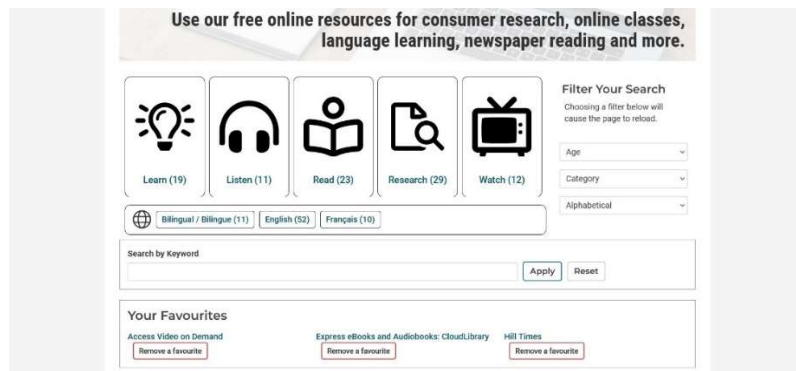 Use our free online resources for consumer research, online classes,
language learning, newspaper reading and more.
Learn (19)
Listen (11)
Read (23)
Research (29)
Watch (12)
Filter Your Search
Choosing a filter below will
cause the page to reload.
Age
Category
Alphabetical
Bilingual / Bilingue (11)
English (52)
Français (10)
Search by Keyword
Apply
Reset
Your Favourites
Access Video on Demand
Remove a favourite
Express eBooks and Audiobooks: CloudLibrary
Remove a favourite
Hill Times
Remove a favourite